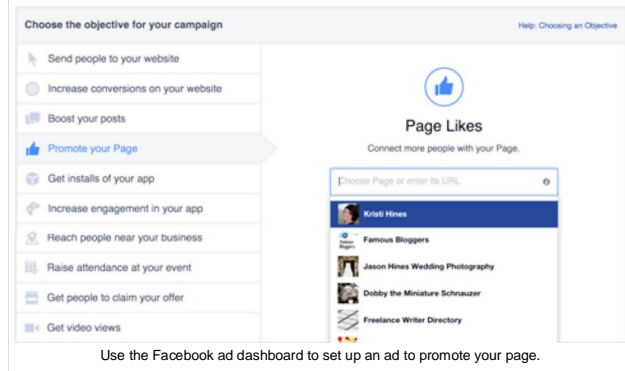 Choose the objective for your campaign
Help: Choosing an Objective
Send people to your website
Increase conversions on your website
Boost your posts
Promote your Page
Get installs of your app
Increase engagement in your app
Reach people near your business
Raise attendance at your event
Get people to claim your offer
Get video views
Page Likes
Connect more people with your Page.
Choose Page or enter its URL
Kristi Hines
Famous Bloggers
Jason Hines Wedding Photography
Dobby the Miniature Schnauzer
Freelance Writer Directory
Use the Facebook ad dashboard to set up an ad to promote your page.